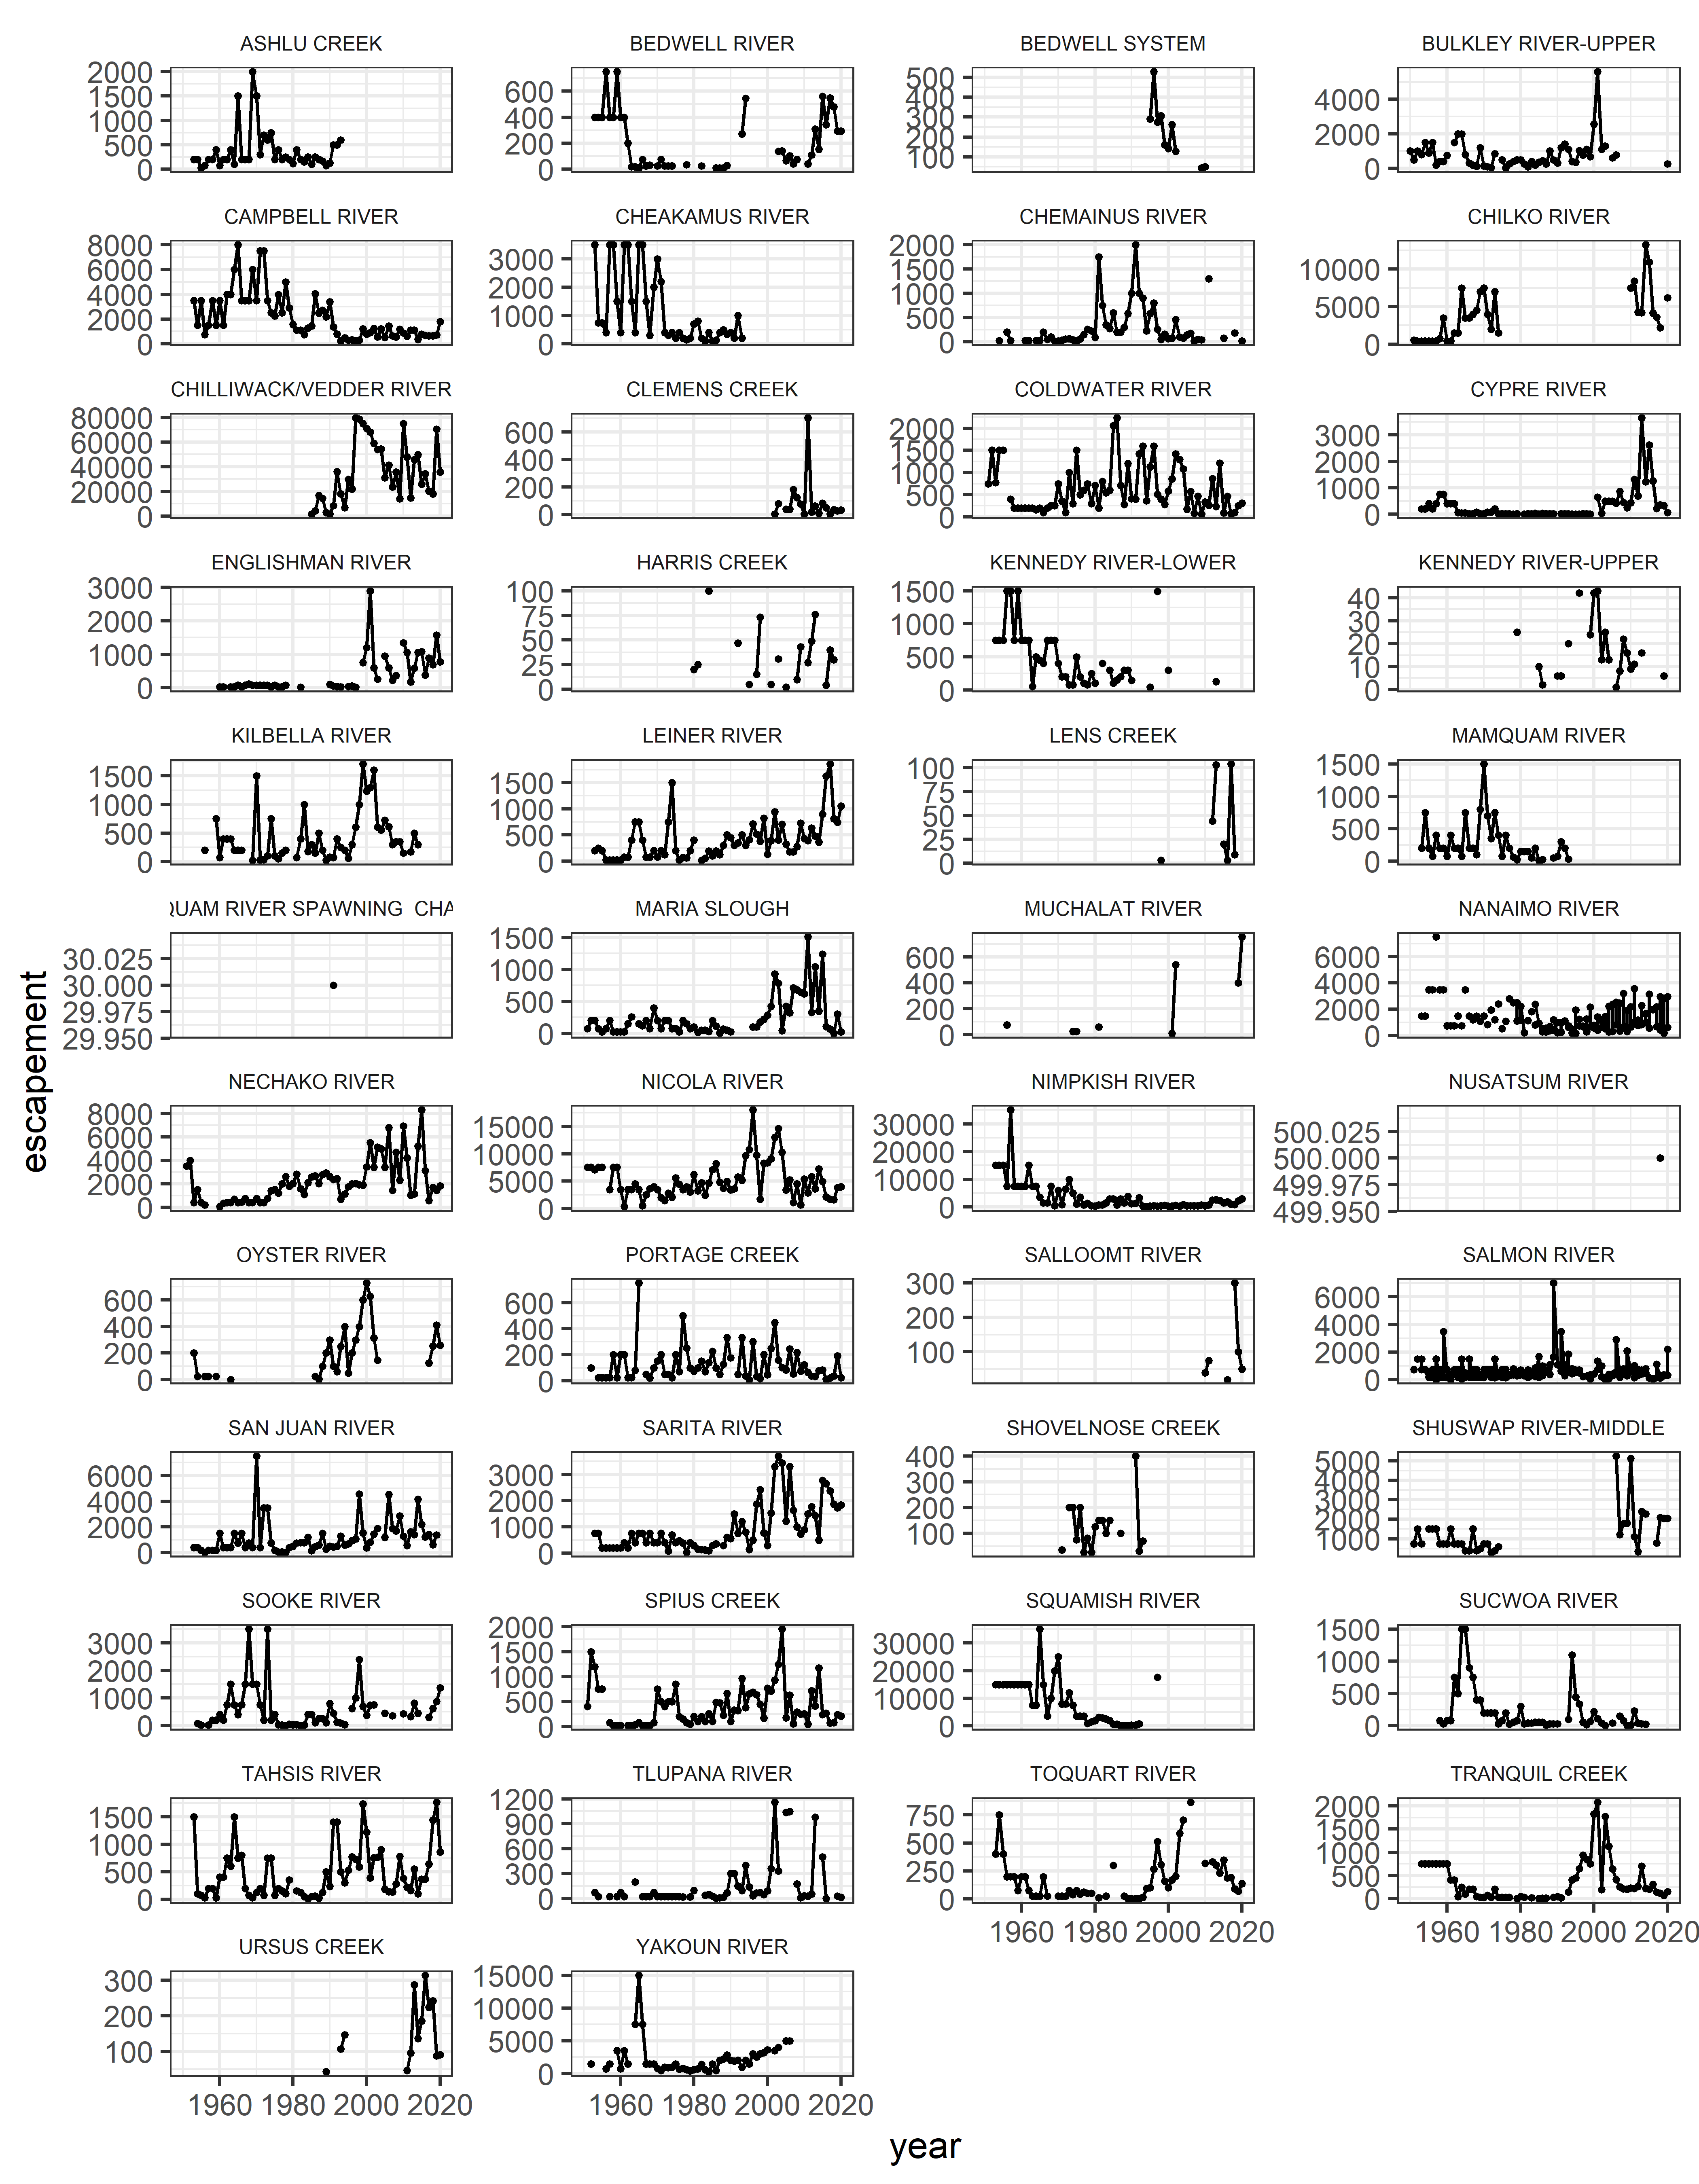 ASHLU CREEK BEDWELL RIVER BEDWELL SYSTEM BULKLEY RIVER-UPPER
2000 1500 1000 500 0
600 400 200 0
500 400 300 200 100
4000 2000 0
CAMPBELL RIVER CHEAKAMUS RIVER CHEMAINUS RIVER CHILKO RIVER
8000 6000 4000 2000 0
3000 2000 1000 0
2000 1500 1000 500 0
10000 5000 0
CHILLIWACK/VEDDER RIVER CLEMENS CREEK COLDWATER RIVER CYPRE RIVER
80000 60000 40000 20000 0
600 400 200 0
2000 1500 1000 500 0
3000 2000 1000 0
ENGLISHMAN RIVER HARRIS CREEK KENNEDY RIVER-LOWER KENNEDY RIVER-UPPER
3000 2000 1000 0
100 75 50 25 0
1500 1000 500 0
40 30 20 10 0
KILBELLA RIVER LEINER RIVER LENS CREEK MAMQUAM RIVER
1500 1000 500 0
1500 1000 500 0
100 75 50 25 0
1500 1000 500 0
QUAM RIVER SPAWNING  CHA MARIA SLOUGH MUCHALAT RIVER NANAIMO RIVER
30.025 30.000 29.975 29.950
1500 1000 500 0
600 400 200 0
6000 4000 2000 0
escapement
NECHAKO RIVER NICOLA RIVER NIMPKISH RIVER NUSATSUM RIVER
8000 6000 4000 2000 0
15000 10000 5000 0
30000 20000 10000 0
500.025 500.000 499.975 499.950
OYSTER RIVER PORTAGE CREEK SALLOOMT RIVER SALMON RIVER
600 400 200 0
600 400 200 0
300 200 100
6000 4000 2000 0
SAN JUAN RIVER SARITA RIVER SHOVELNOSE CREEK SHUSWAP RIVER-MIDDLE
6000 4000 2000 0
3000 2000 1000 0
400 300 200 100
5000 4000 3000 2000 1000
SOOKE RIVER SPIUS CREEK SQUAMISH RIVER SUCWOA RIVER
3000 2000 1000 0
2000 1500 1000 500 0
30000 20000 10000 0
1500 1000 500 0
TAHSIS RIVER TLUPANA RIVER TOQUART RIVER TRANQUIL CREEK
1500 1000 500 0
1200 900 600 300 0
750 500 250 0
2000 1500 1000 500 0
1960 1980 2000 2020 1960 1980 2000 2020
URSUS CREEK YAKOUN RIVER
300 200 100
15000 10000 5000 0
1960 1980 2000 2020 1960 1980 2000 2020
year